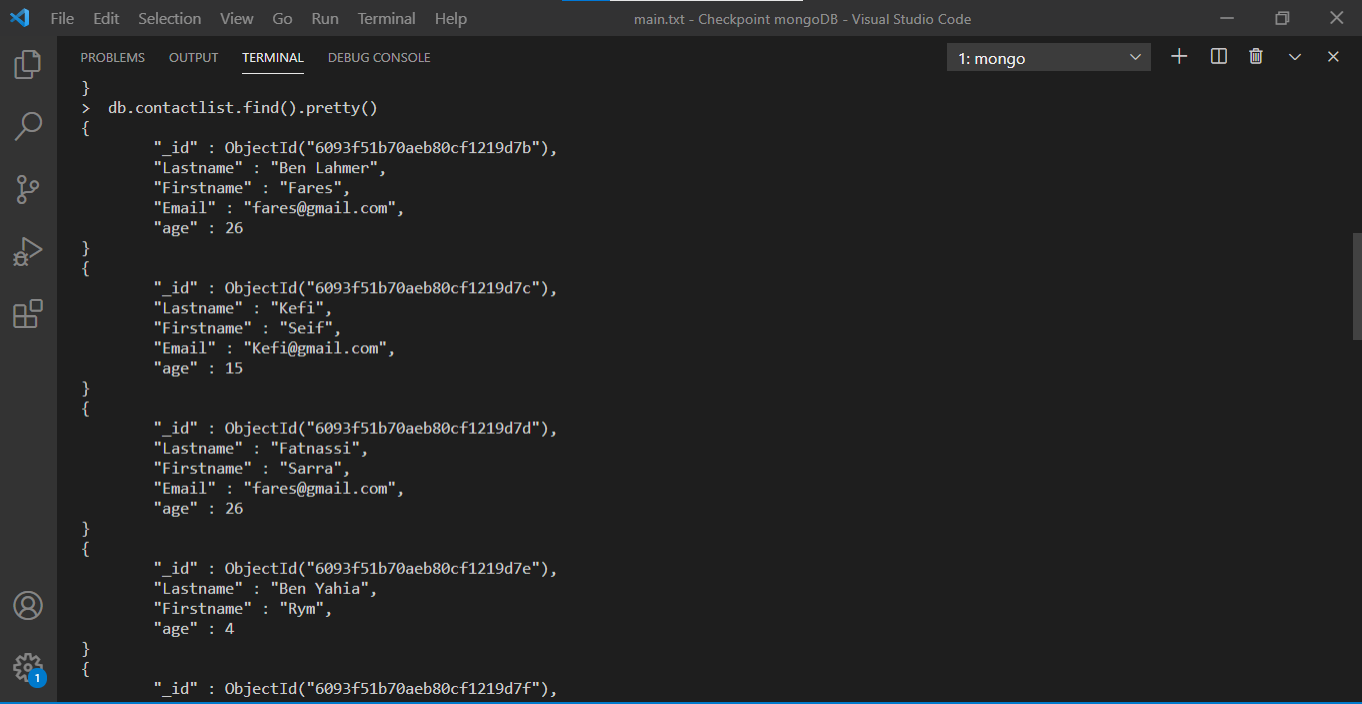 File Edit Selection View Go Run Terminal Help main.txt - Checkpoint mongoDB - Visual Studio Code
PROBLEMS OUTPUT TERMINAL DEBUG CONSOLE 1: mongo
}
> db.contactlist.find().pretty()
{
"_id" : ObjectId("6093f51b70aeb80cf1219d7b"),
"Lastname" : "Ben Lahmer",
"Firstname" : "Fares",
"Email" : "fares@gmail.com",
"age" : 26
}
{
"_id" : ObjectId("6093f51b70aeb80cf1219d7c"),
"Lastname" : "Kefi",
"Firstname" : "Seif",
"Email" : "Kefi@gmail.com",
"age" : 15
}
{
"_id" : ObjectId("6093f51b70aeb80cf1219d7d"),
"Lastname" : "Fatnassi",
"Firstname" : "Sarra",
"Email" : "fares@gmail.com",
"age" : 26
}
{
"_id" : ObjectId("6093f51b70aeb80cf1219d7e"),
"Lastname" : "Ben Yahia",
"Firstname" : "Rym",
"age" : 4
}
{
1
"_id" : ObjectId("6093f51b70aeb80cf1219d7f"),